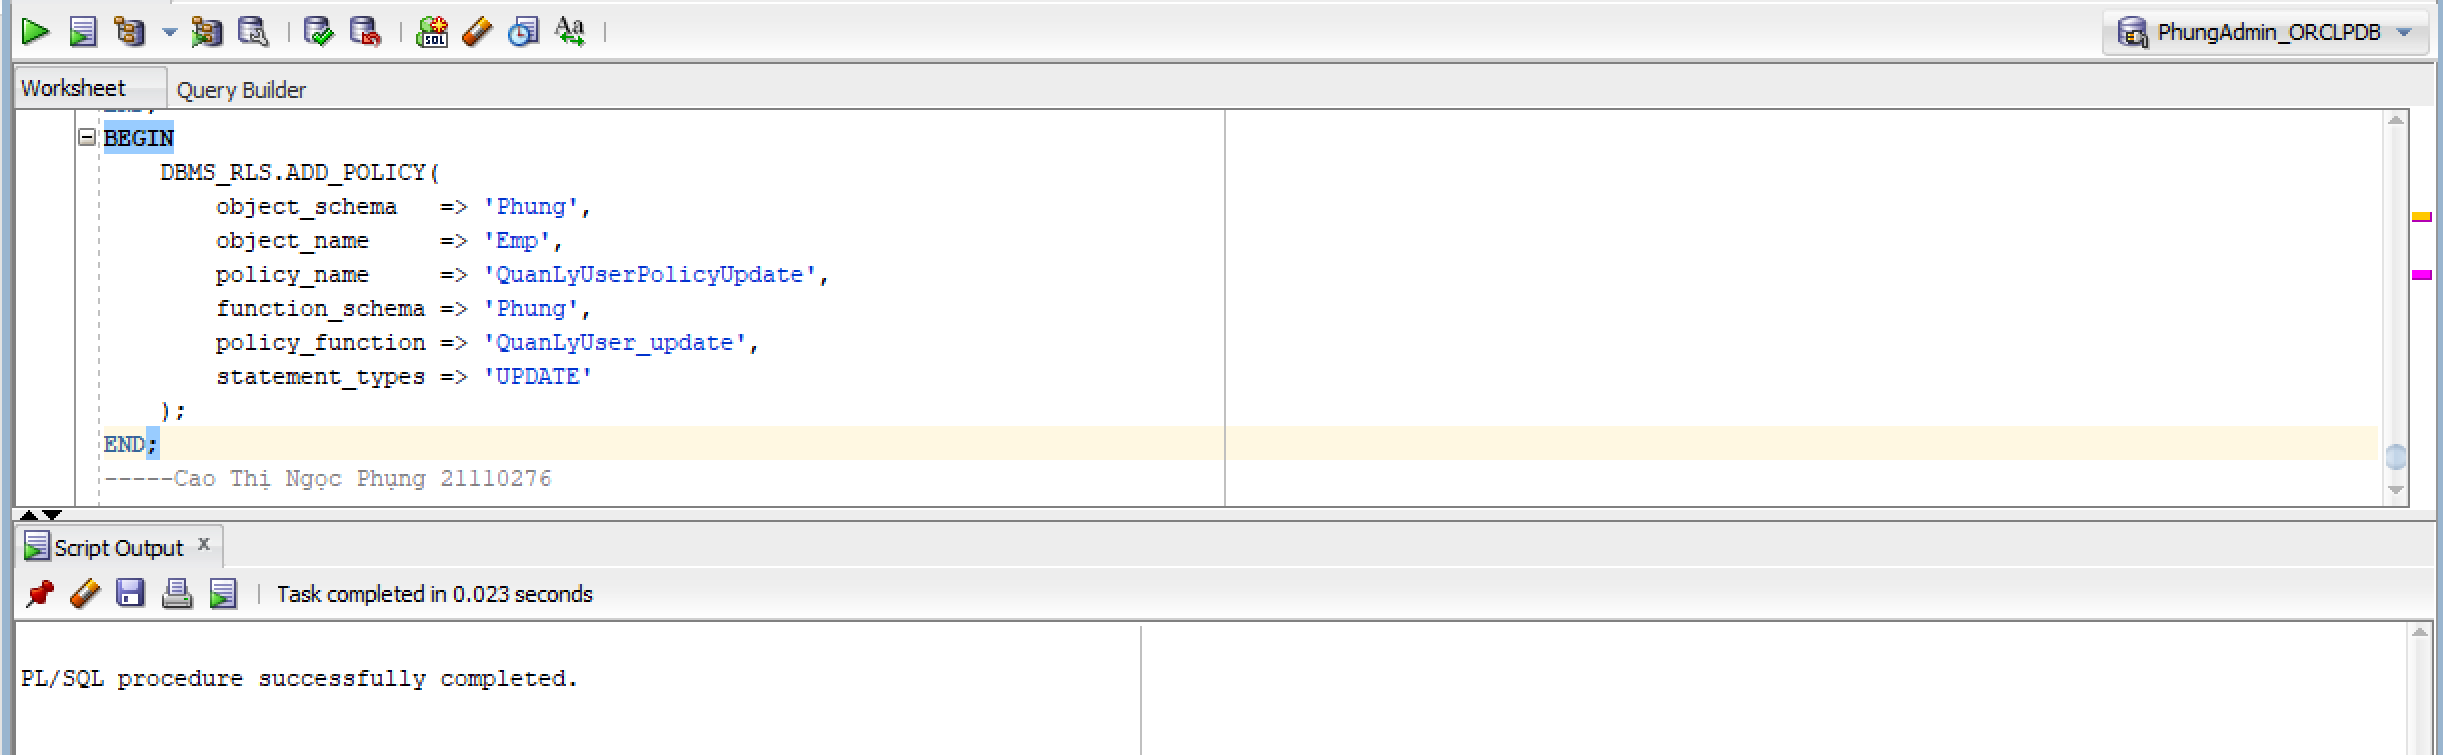 PhungAdmin_ORCLPDB
Worksheet
Query Builder
BEGIN
DBMS_RLS.ADD_POLICY(
object_schema => 'Phung',
object_name => 'Emp',
policy_name => 'QuanLyUserPolicyUpdate',
function_schema => 'Phung',
policy_function => 'QuanLyUser_update',
statement_types => 'UPDATE'
);
END;
-----Cao Thị Ngọc Phụng 21110276
Script Output x
Task completed in 0.023 seconds
PL/SQL procedure successfully completed.